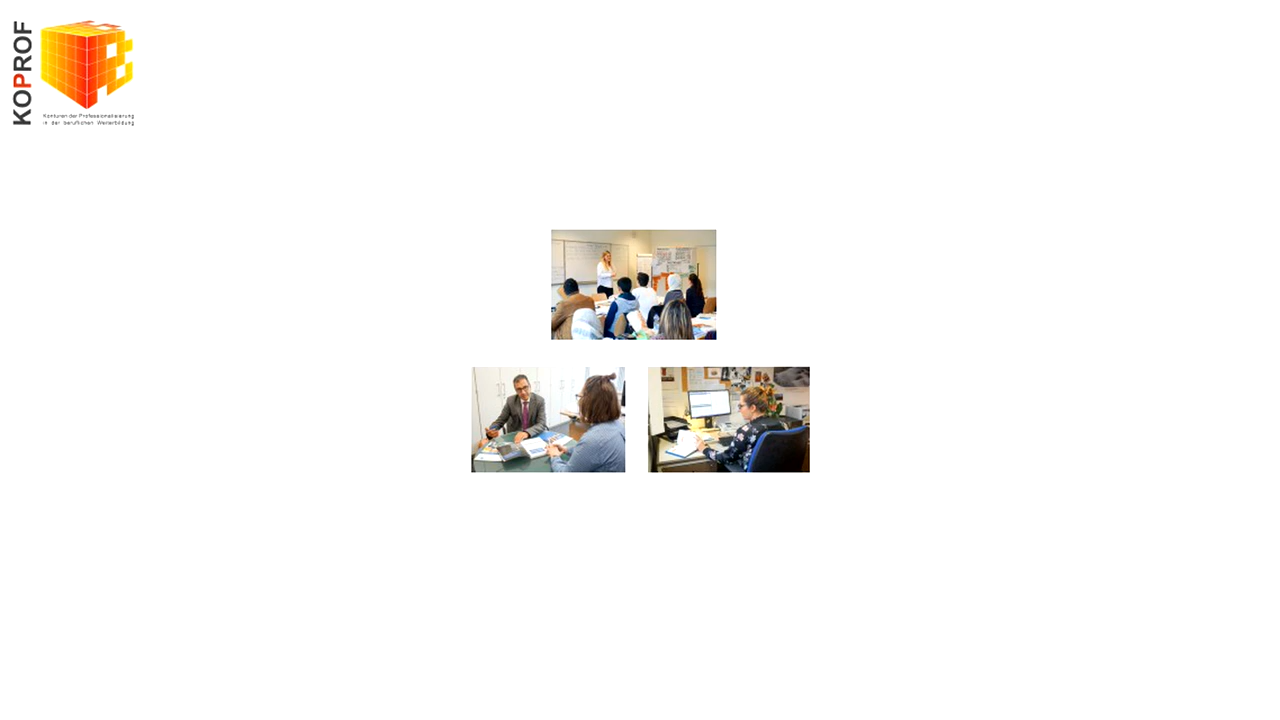 KOPROF
Konturen der Professionalisierung
in der beruflichen Weiterbildung